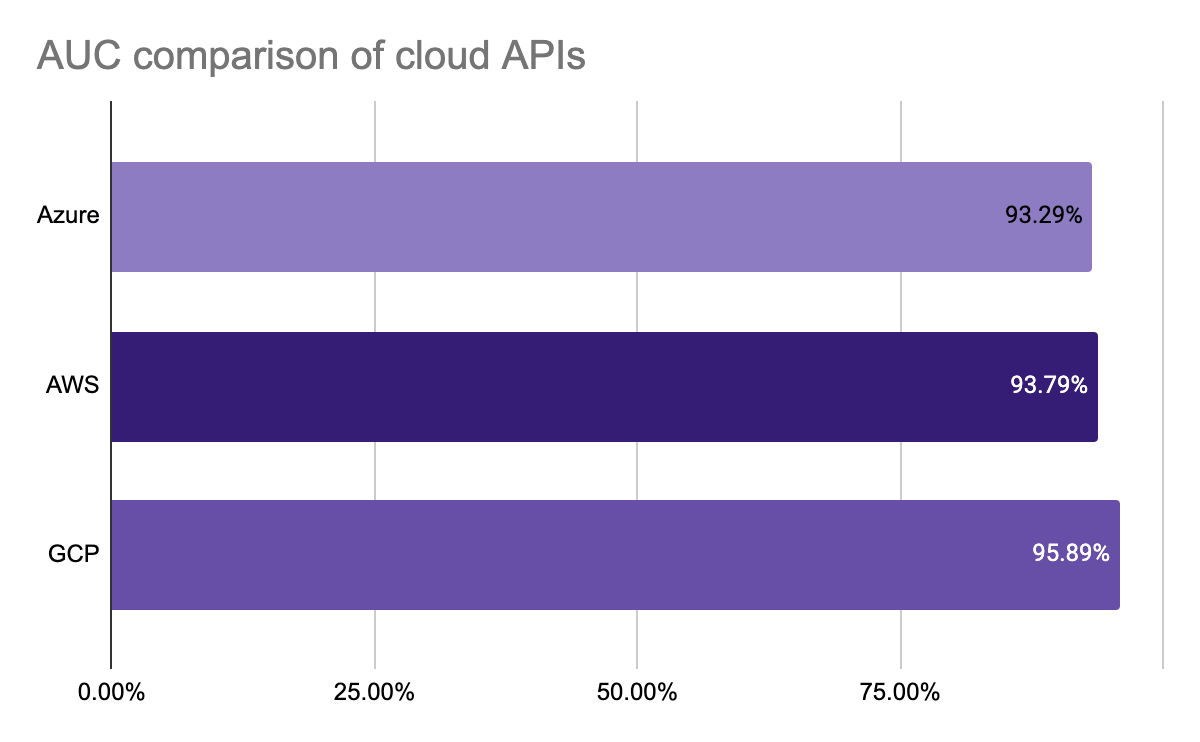 AUC comparison of cloud APIs
Azure
93.29%
AWS
93.79%
GCP
95.89%
0.00%
25.00%
50.00%
75.00%